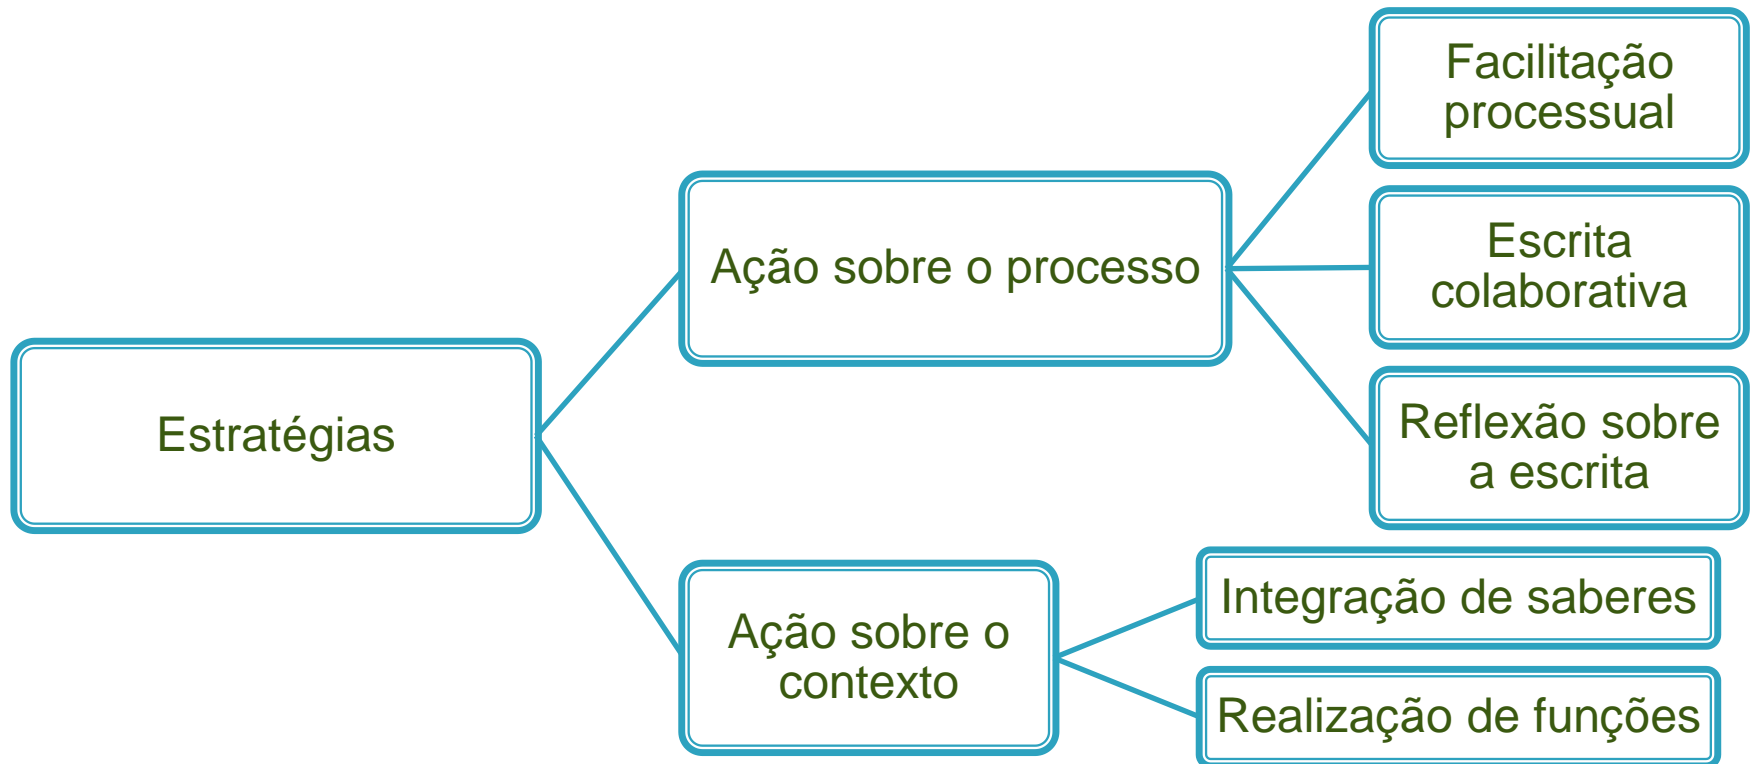 Estratégias
Ação sobre o processo
Facilitação
processual
Escrita
colaborativa
Reflexão sobre
a escrita
Ação sobre o
contexto
Integração de saberes
Realização de funções